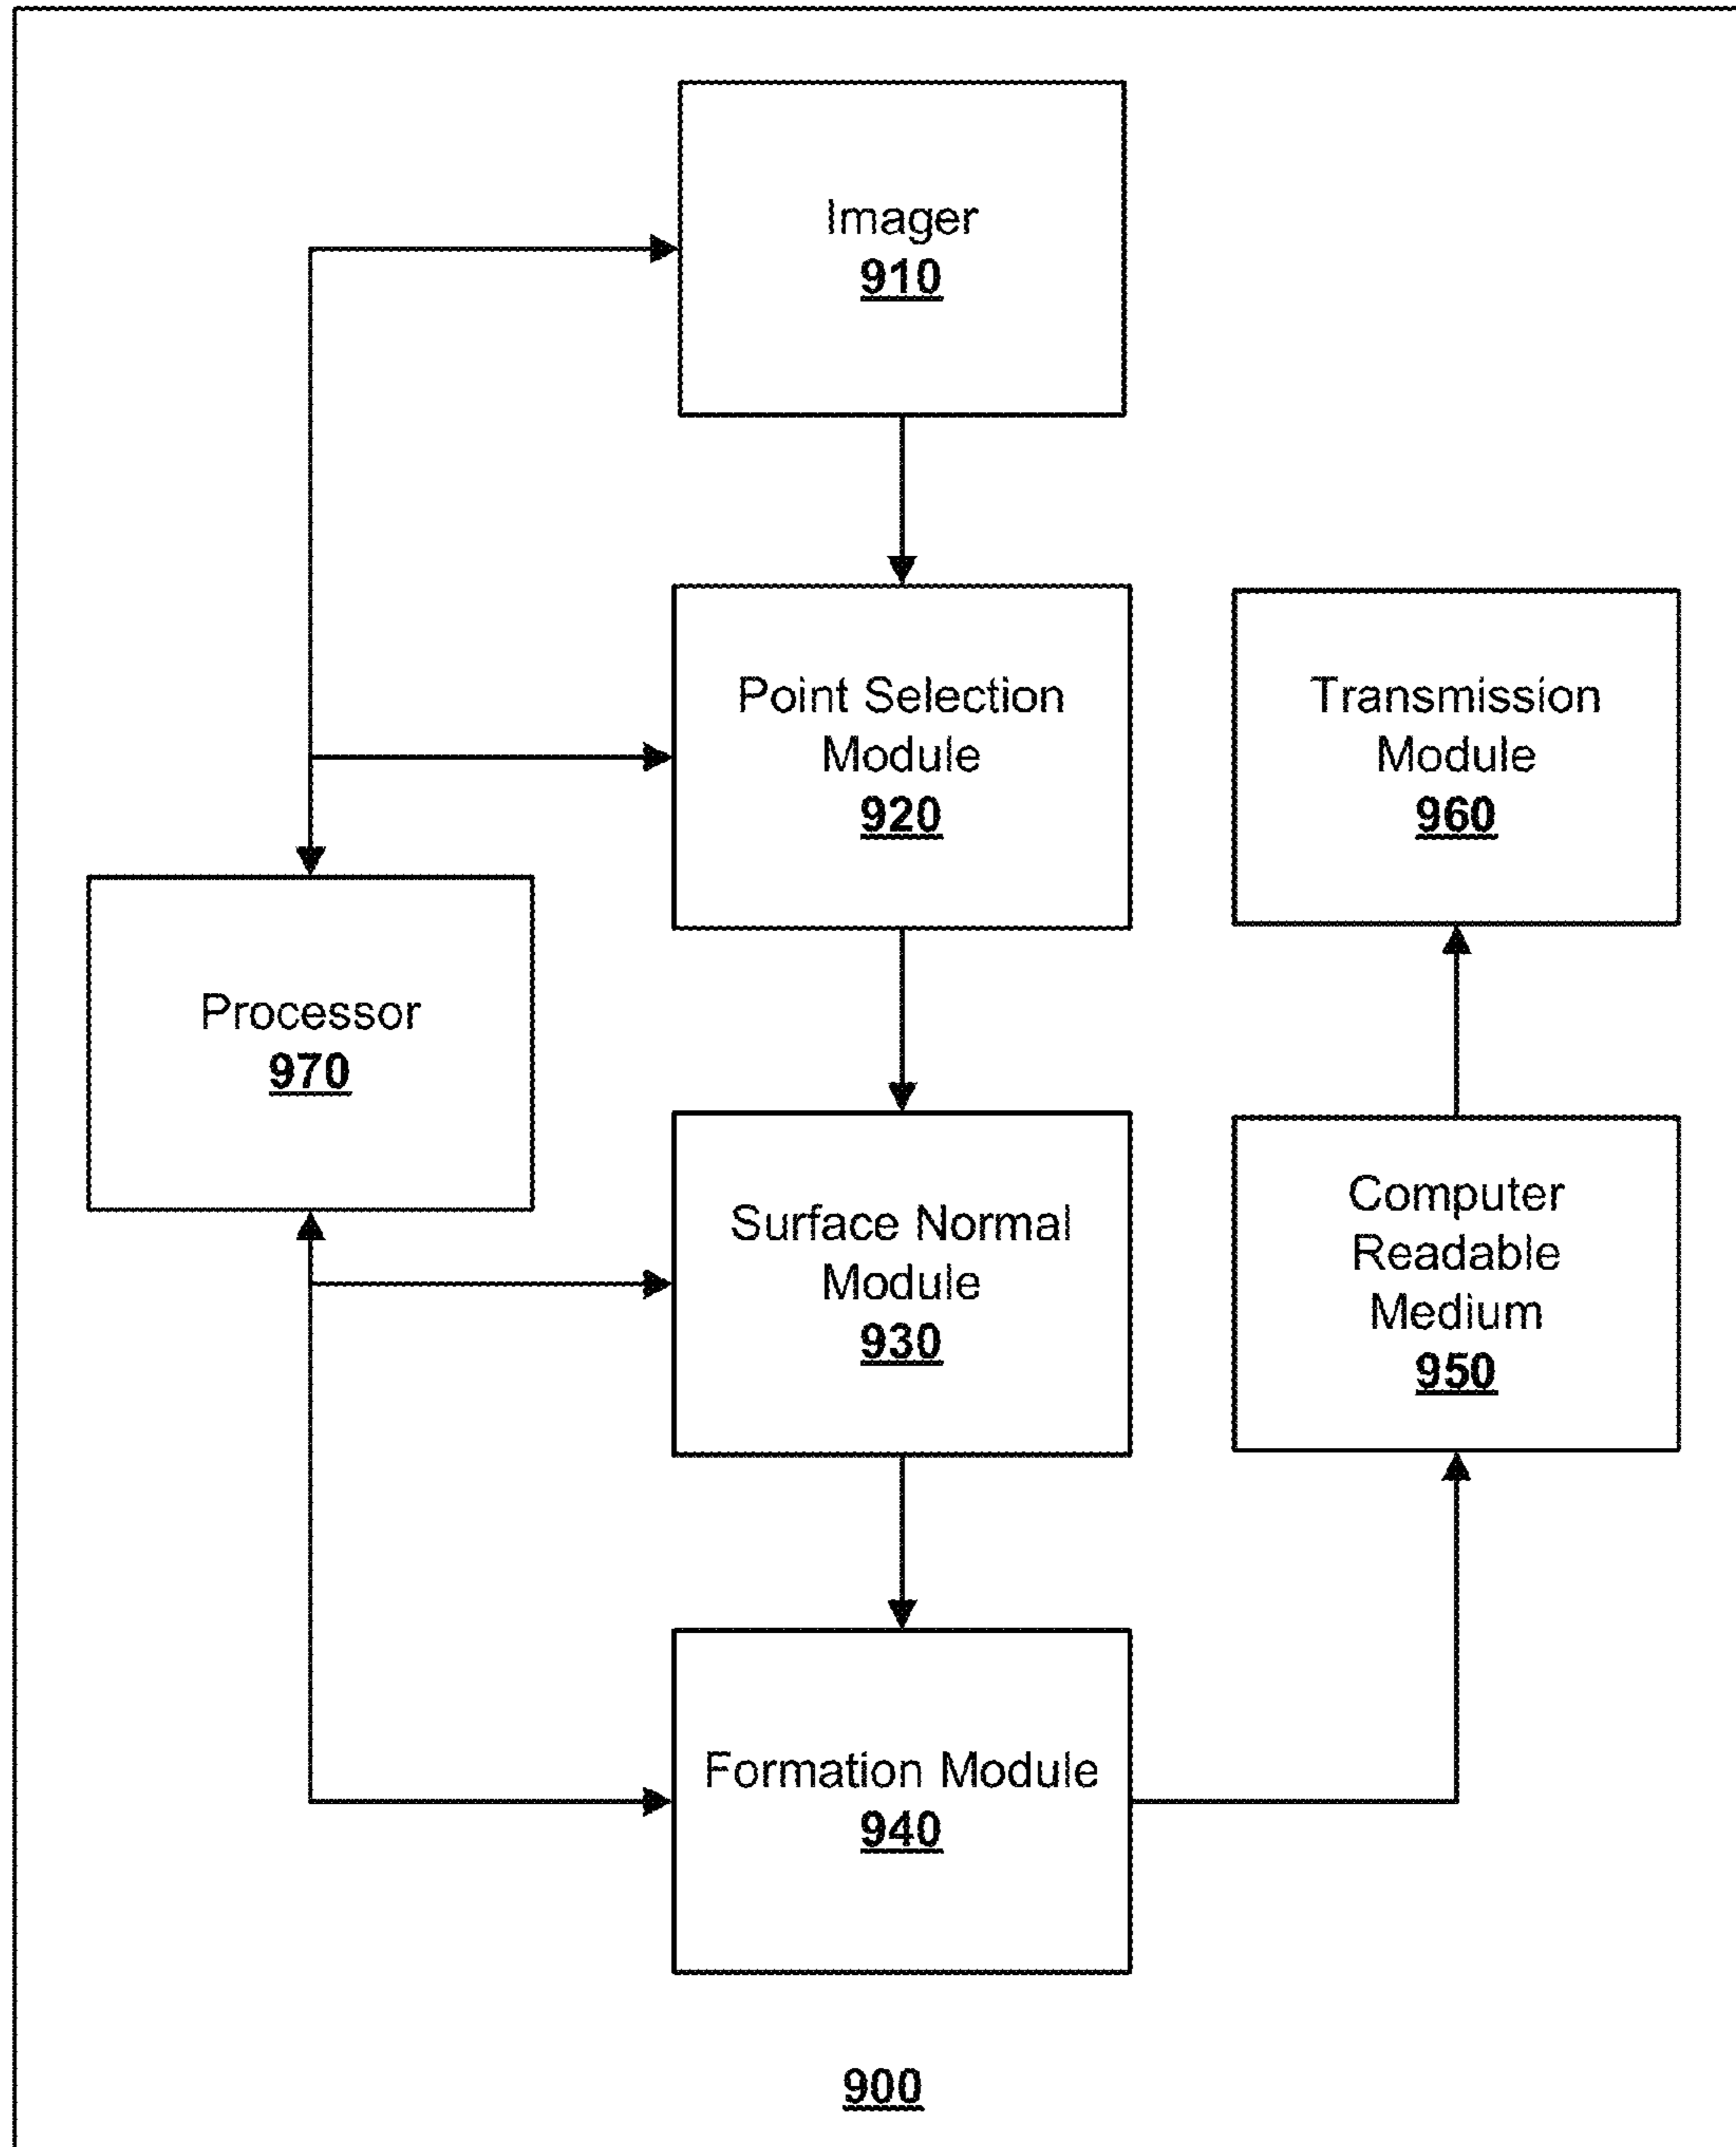 Imager
910
Point Selection
Module
920
Transmission
Module
960
Processor
970
Surface Normal
Module
930
Computer
Readable
Medium
950
Formation Module
940
900